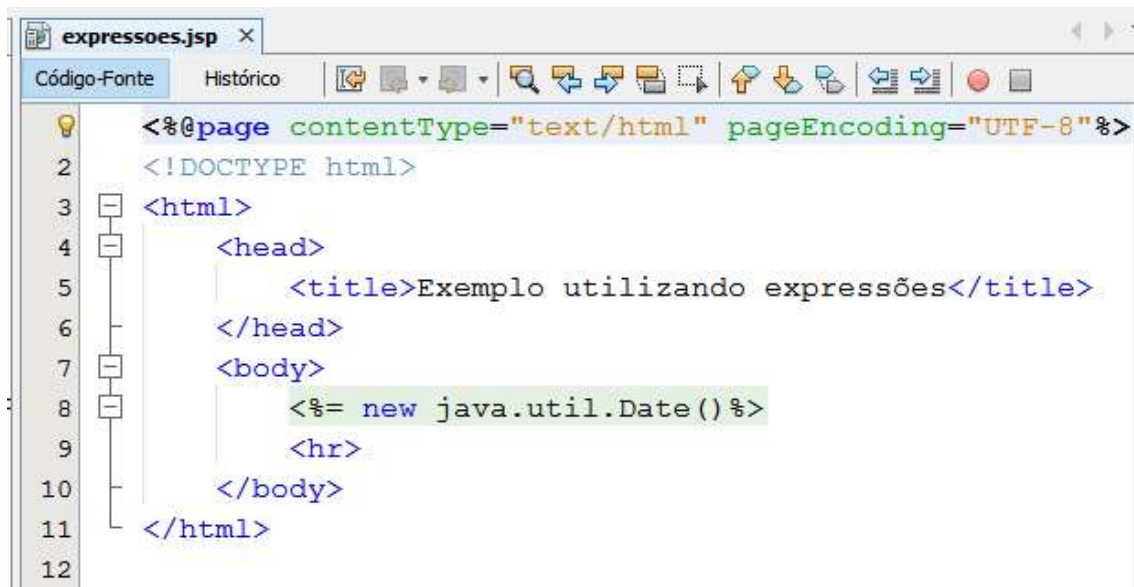 expressoes.jsp ×
Código-Fonte Histórico
<%@page contentType="text/html" pageEncoding="UTF-8"%>
2 <!DOCTYPE html>
3 <html>
4 <head>
5 <title>Exemplo utilizando expressões</title>
6 </head>
7 <body>
8 <%= new java.util.Date()%>
9 <hr>
10 </body>
11 </html>
12